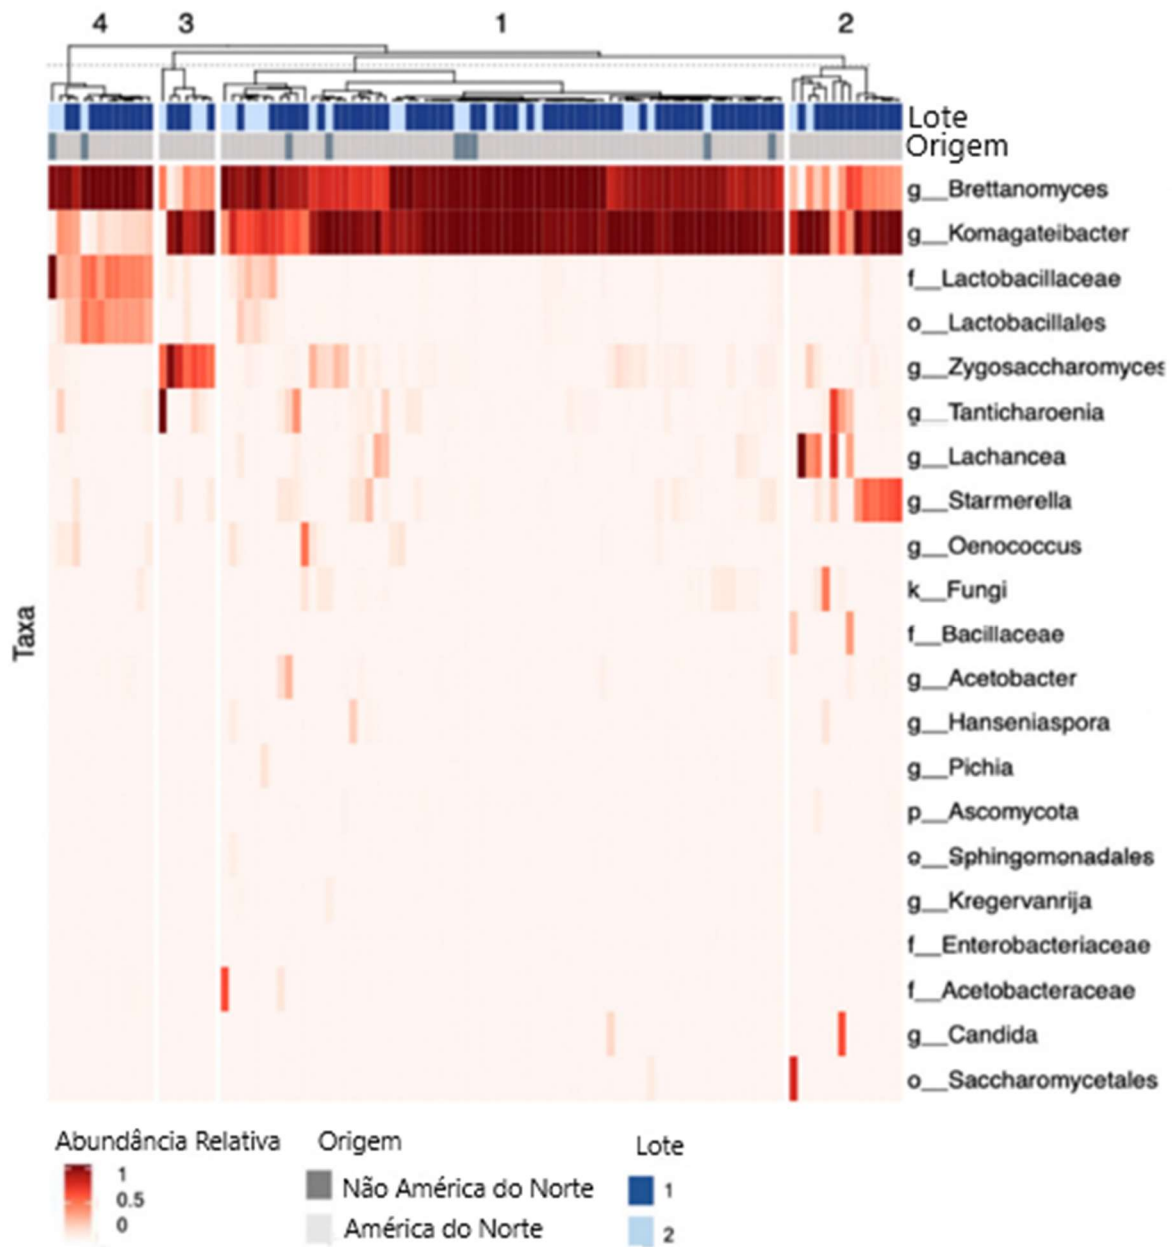 4 3 1 2
Lote
Origem
g__Brettanomyces
g__Komagateibacter
f__Lactobacillaceae
o__Lactobacillales
g__Zygosaccharomyces
g__Tanticharoenia
g__Lachancea
g__Starmerella
g__Oenococcus
k__Fungi
f__Bacillaceae
g__Acetobacter
g__Hanseniaspora
g__Pichia
p__Ascomycota
o__Sphingomonadales
g__Kregervanrija
f__Enterobacteriaceae
f__Acetobacteraceae
g__Candida
o__Saccharomycetales
Taxa
Abundância Relativa
1
0.5
0
Origem
Não América do Norte
América do Norte
Lote
1
2